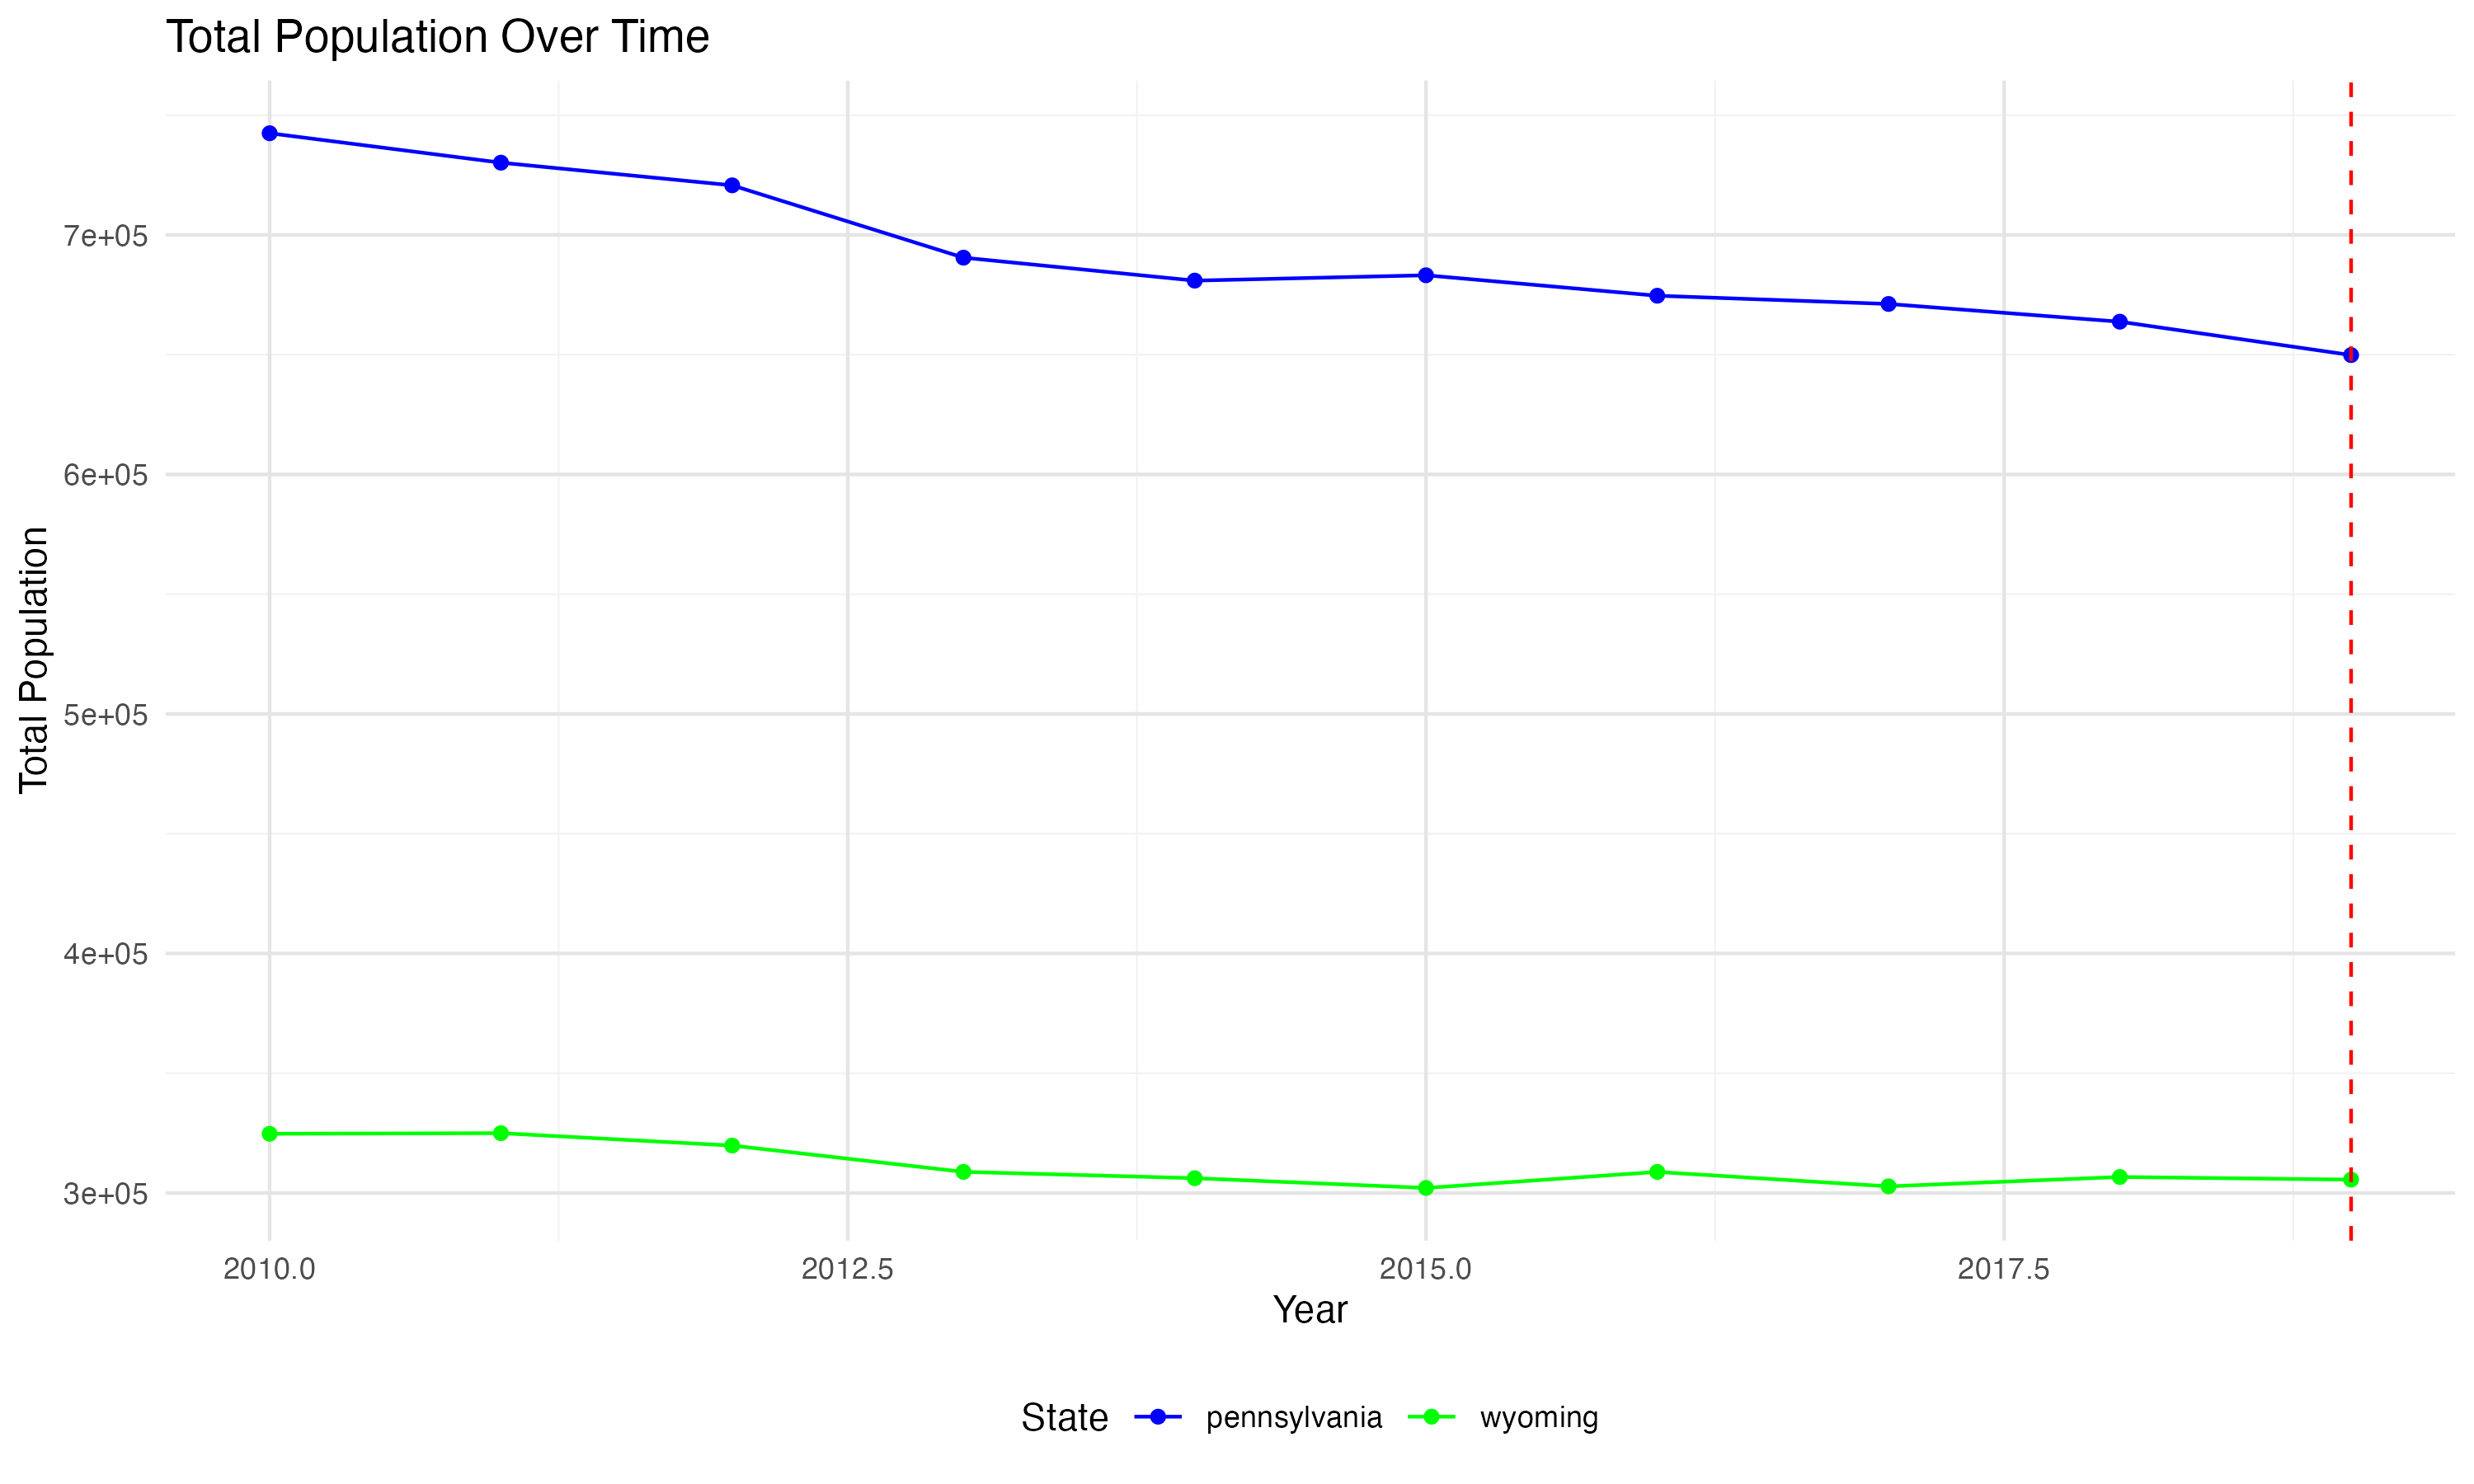 Total Population Over Time
Total Population
7e+05
6e+05
5e+05
4e+05
3e+05
2010.0
2012.5
2015.0
2017.5
Year
State
pennsylvania
wyoming